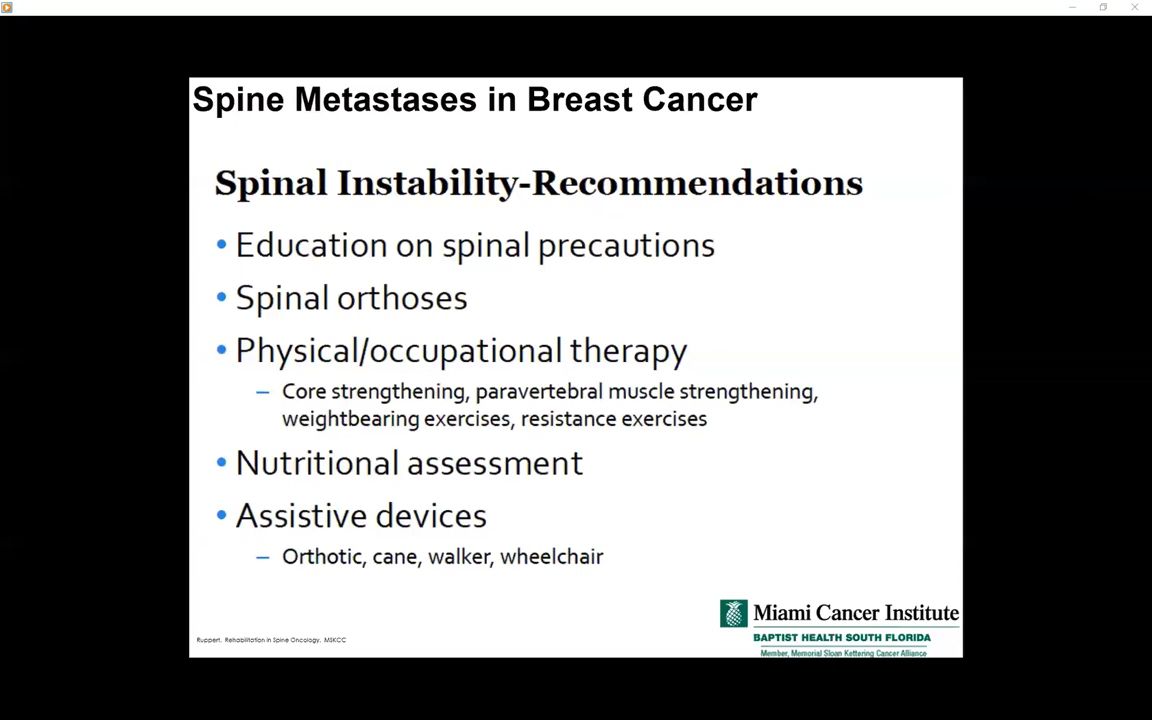 Spine Metastases in Breast Cancer
Spinal Instability-Recommendations
• Education on spinal precautions
• Spinal orthoses
• Physical/occupational therapy
– Core strengthening, paravertebral muscle strengthening,
weightbearing exercises, resistance exercises
• Nutritional assessment
• Assistive devices
– Orthotic, cane, walker, wheelchair
Miami Cancer Institute
BAPTIST HEALTH SOUTH FLORIDA
Member, Memorial Sloan Kettering Cancer Alliance
Ruppert. Rehabilitation in Spine Oncology. MSKCC